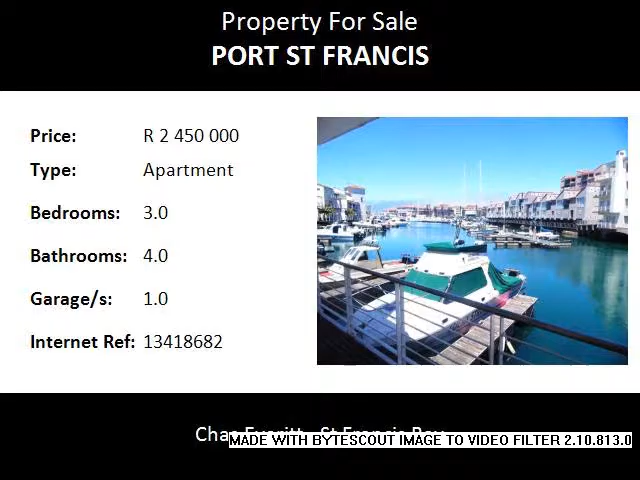 Property For Sale
PORT ST FRANCIS
Price: R 2 450 000
Type: Apartment
Bedrooms: 3.0
Bathrooms: 4.0
Garage/s: 1.0
Internet Ref: 13418682
MADE WITH BYTESCOUT IMAGE TO VIDEO FILTER 2.10.813.0